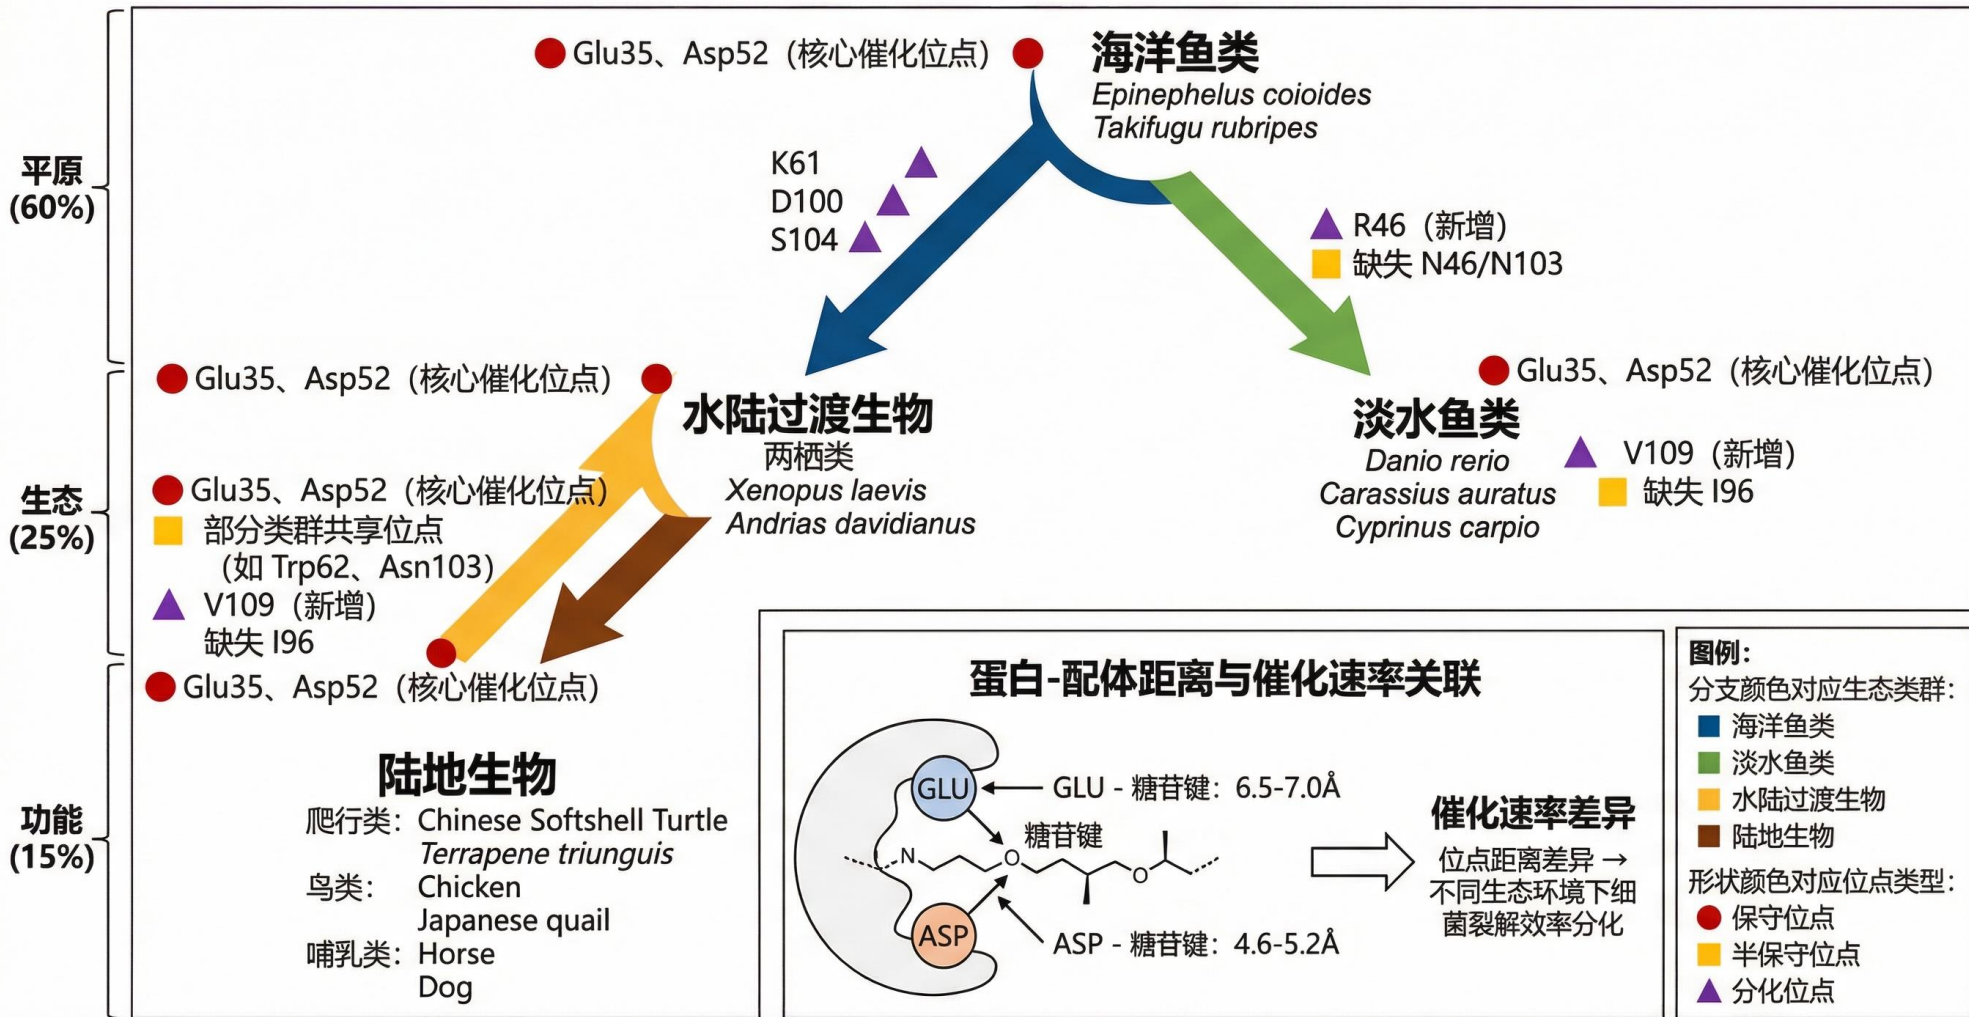 Glu35、Asp52（核心催化位点）
海洋鱼类
Epinephelus coioides
Takifugu rubripes
平原
(60%)
K61
D100
S104
R46（新增）
缺失 N46/N103
Glu35、Asp52（核心催化位点）
Glu35、Asp52（核心催化位点）
水陆过渡生物
两栖类
Xenopus laevis
Andrias davidianus
淡水鱼类
Danio rerio
Carassius auratus
Cyprinus carpio
V109（新增）
缺失 I96
生态
(25%)
Glu35、Asp52（核心催化位点）
部分类群共享位点
（如 Trp62、Asn103）
V109（新增）
缺失 I96
Glu35、Asp52（核心催化位点）
功能
(15%)
陆地生物
爬行类：Chinese Softshell Turtle
Terrapene triunguis
鸟类：Chicken
Japanese quail
哺乳类：Horse
Dog
蛋白-配体距离与催化速率关联
GLU
GLU - 糖苷键：6.5-7.0Å
糖苷键
N
O
O
ASP
ASP - 糖苷键：4.6-5.2Å
催化速率差异
位点距离差异 →
不同生态环境下细
菌裂解效率分化
图例：
分支颜色对应生态类群：
海洋鱼类
淡水鱼类
水陆过渡生物
陆地生物
形状颜色对应位点类型：
保守位点
半保守位点
分化位点